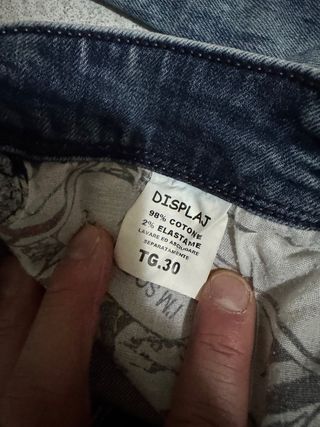 DISPLAJ
98% COTONE
2% ELASTAME
LAVARE ED ASCIUGARE
SEPARATAMENTE
TG.30